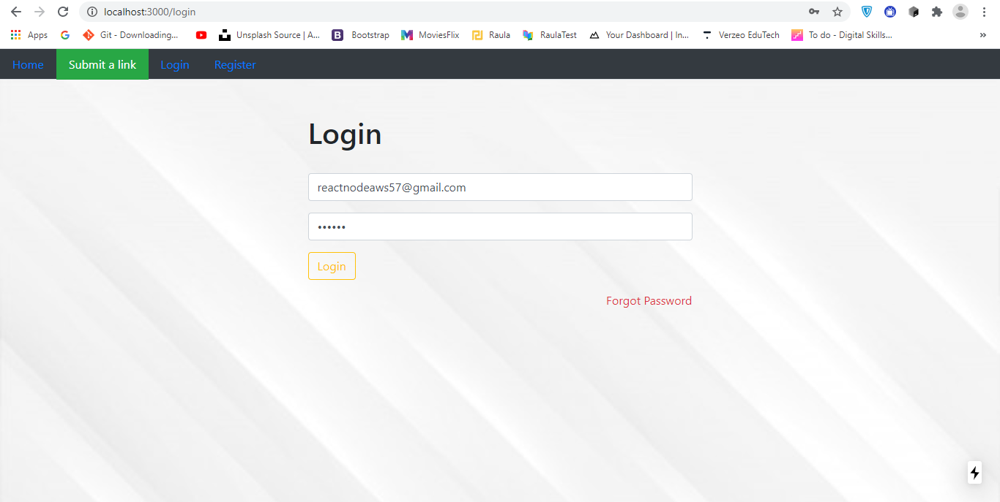 localhost:3000/login
Apps Git - Downloading... Unsplash Source | A... Bootstrap MoviesFlix Raula RaulaTest Your Dashboard | In... Verzeo EduTech To do - Digital Skills... »
Home Submit a link Login Register
Login
reactnodeaws57@gmail.com
••••••
Login
Forgot Password